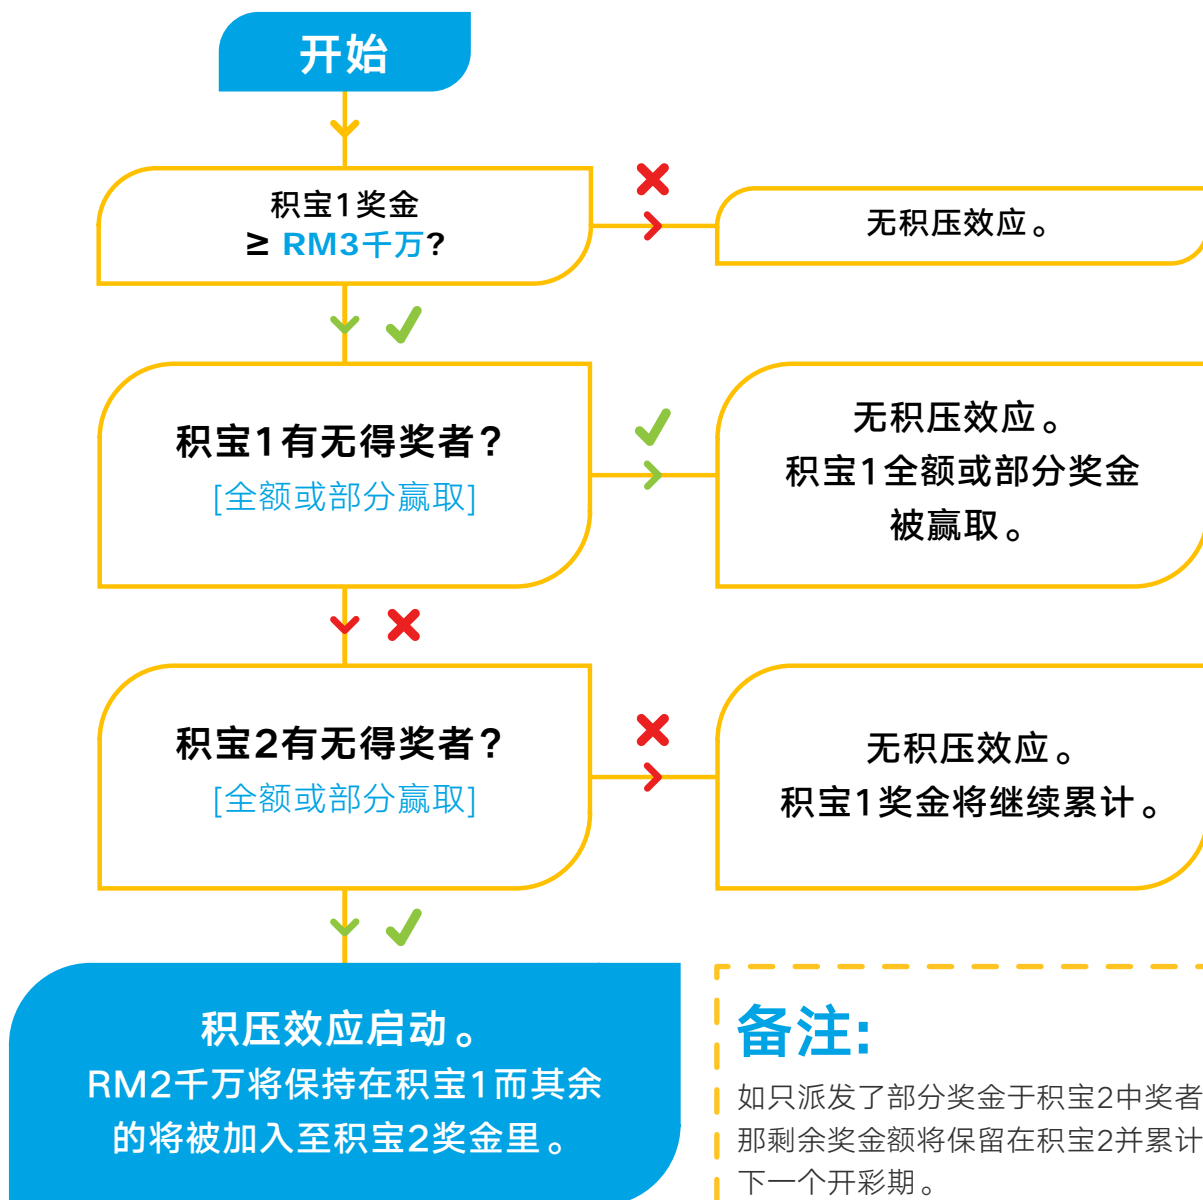 开始
积宝1奖金
≥ RM3千万?
无积压效应。
积宝1有无得奖者？
[全额或部分赢取]
无积压效应。
积宝1全额或部分奖金
被赢取。
积宝2有无得奖者？
[全额或部分赢取]
无积压效应。
积宝1奖金将继续累计。
积压效应启动。
RM2千万将保持在积宝1而其余
的将被加入至积宝2奖金里。
备注:
如只派发了部分奖金于积宝2中奖者
那剩余奖金额将保留在积宝2并累计
下一个开彩期。